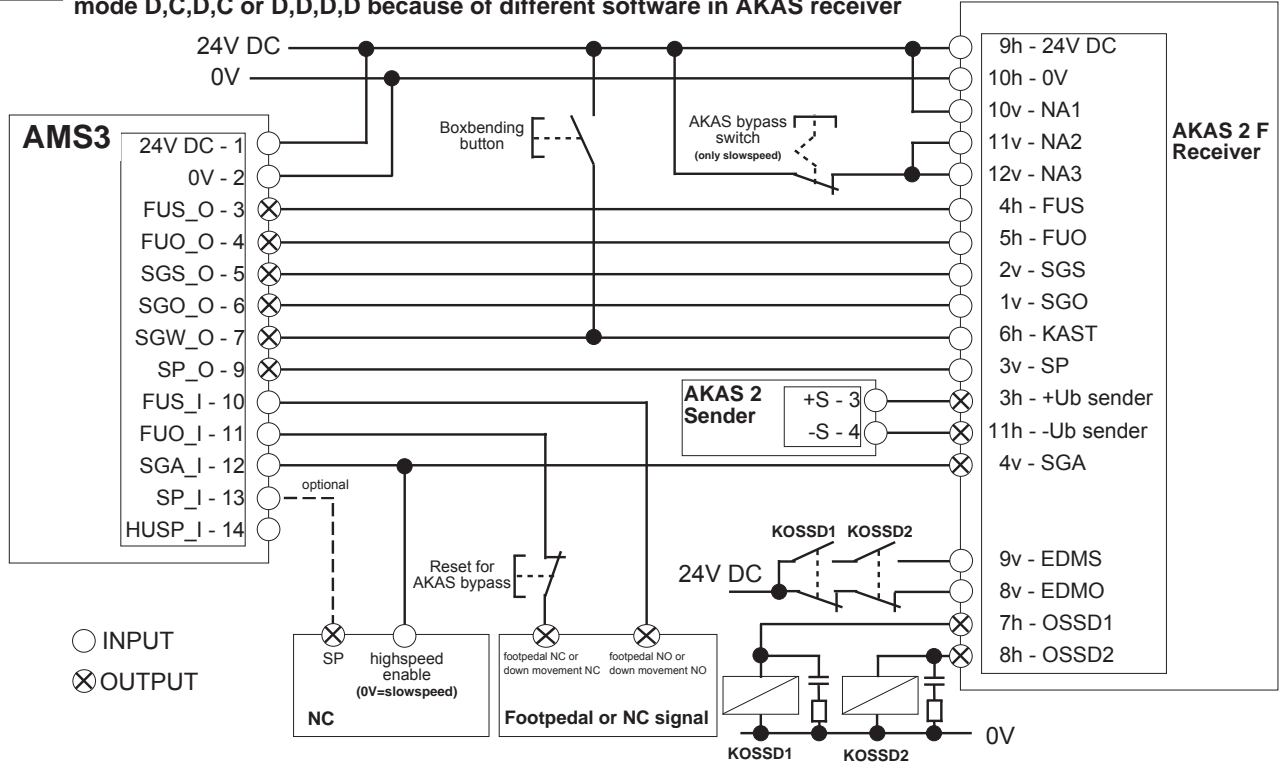 mode D,C,D,C or D,D,D,D because of different software in AKAS receiver
24V DC
0V
AMS3
24V DC - 1
0V - 2
FUS_O - 3
FUO_O - 4
SGS_O - 5
SGO_O - 6
SGW_O - 7
SP_O - 9
FUS_I - 10
FUO_I - 11
SGA_I - 12
SP_I - 13
HUSP_I - 14
optional
Boxbending
button
AKAS bypass
switch
(only slowspeed)
9h - 24V DC
10h - 0V
10v - NA1
11v - NA2
12v - NA3
4h - FUS
5h - FUO
2v - SGS
1v - SGO
6h - KAST
3v - SP
3h - +Ub sender
11h - -Ub sender
4v - SGA
9v - EDMS
8v - EDMO
7h - OSSD1
8h - OSSD2
AKAS 2 F
Receiver
AKAS 2
Sender
+S - 3
-S - 4
Reset for
AKAS bypass
KOSSD1 KOSSD2
24V DC
INPUT
OUTPUT
SP
highspeed
enable
(0V=slowspeed)
NC
footpedal NC or
down movement NC
footpedal NO or
down movement NO
Footpedal or NC signal
0V
KOSSD1
KOSSD2